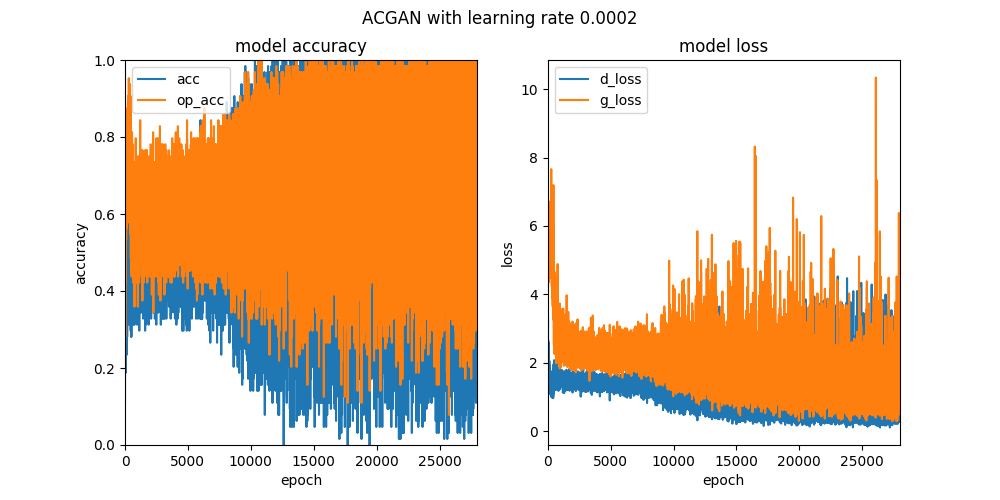 ACGAN with learning rate 0.0002
model accuracy
acc
op_acc
accuracy
1.0
0.8
0.6
0.4
0.2
0.0
0 5000 10000 15000 20000 25000
epoch
model loss
d_loss
g_loss
loss
10
8
6
4
2
0
0 5000 10000 15000 20000 25000
epoch